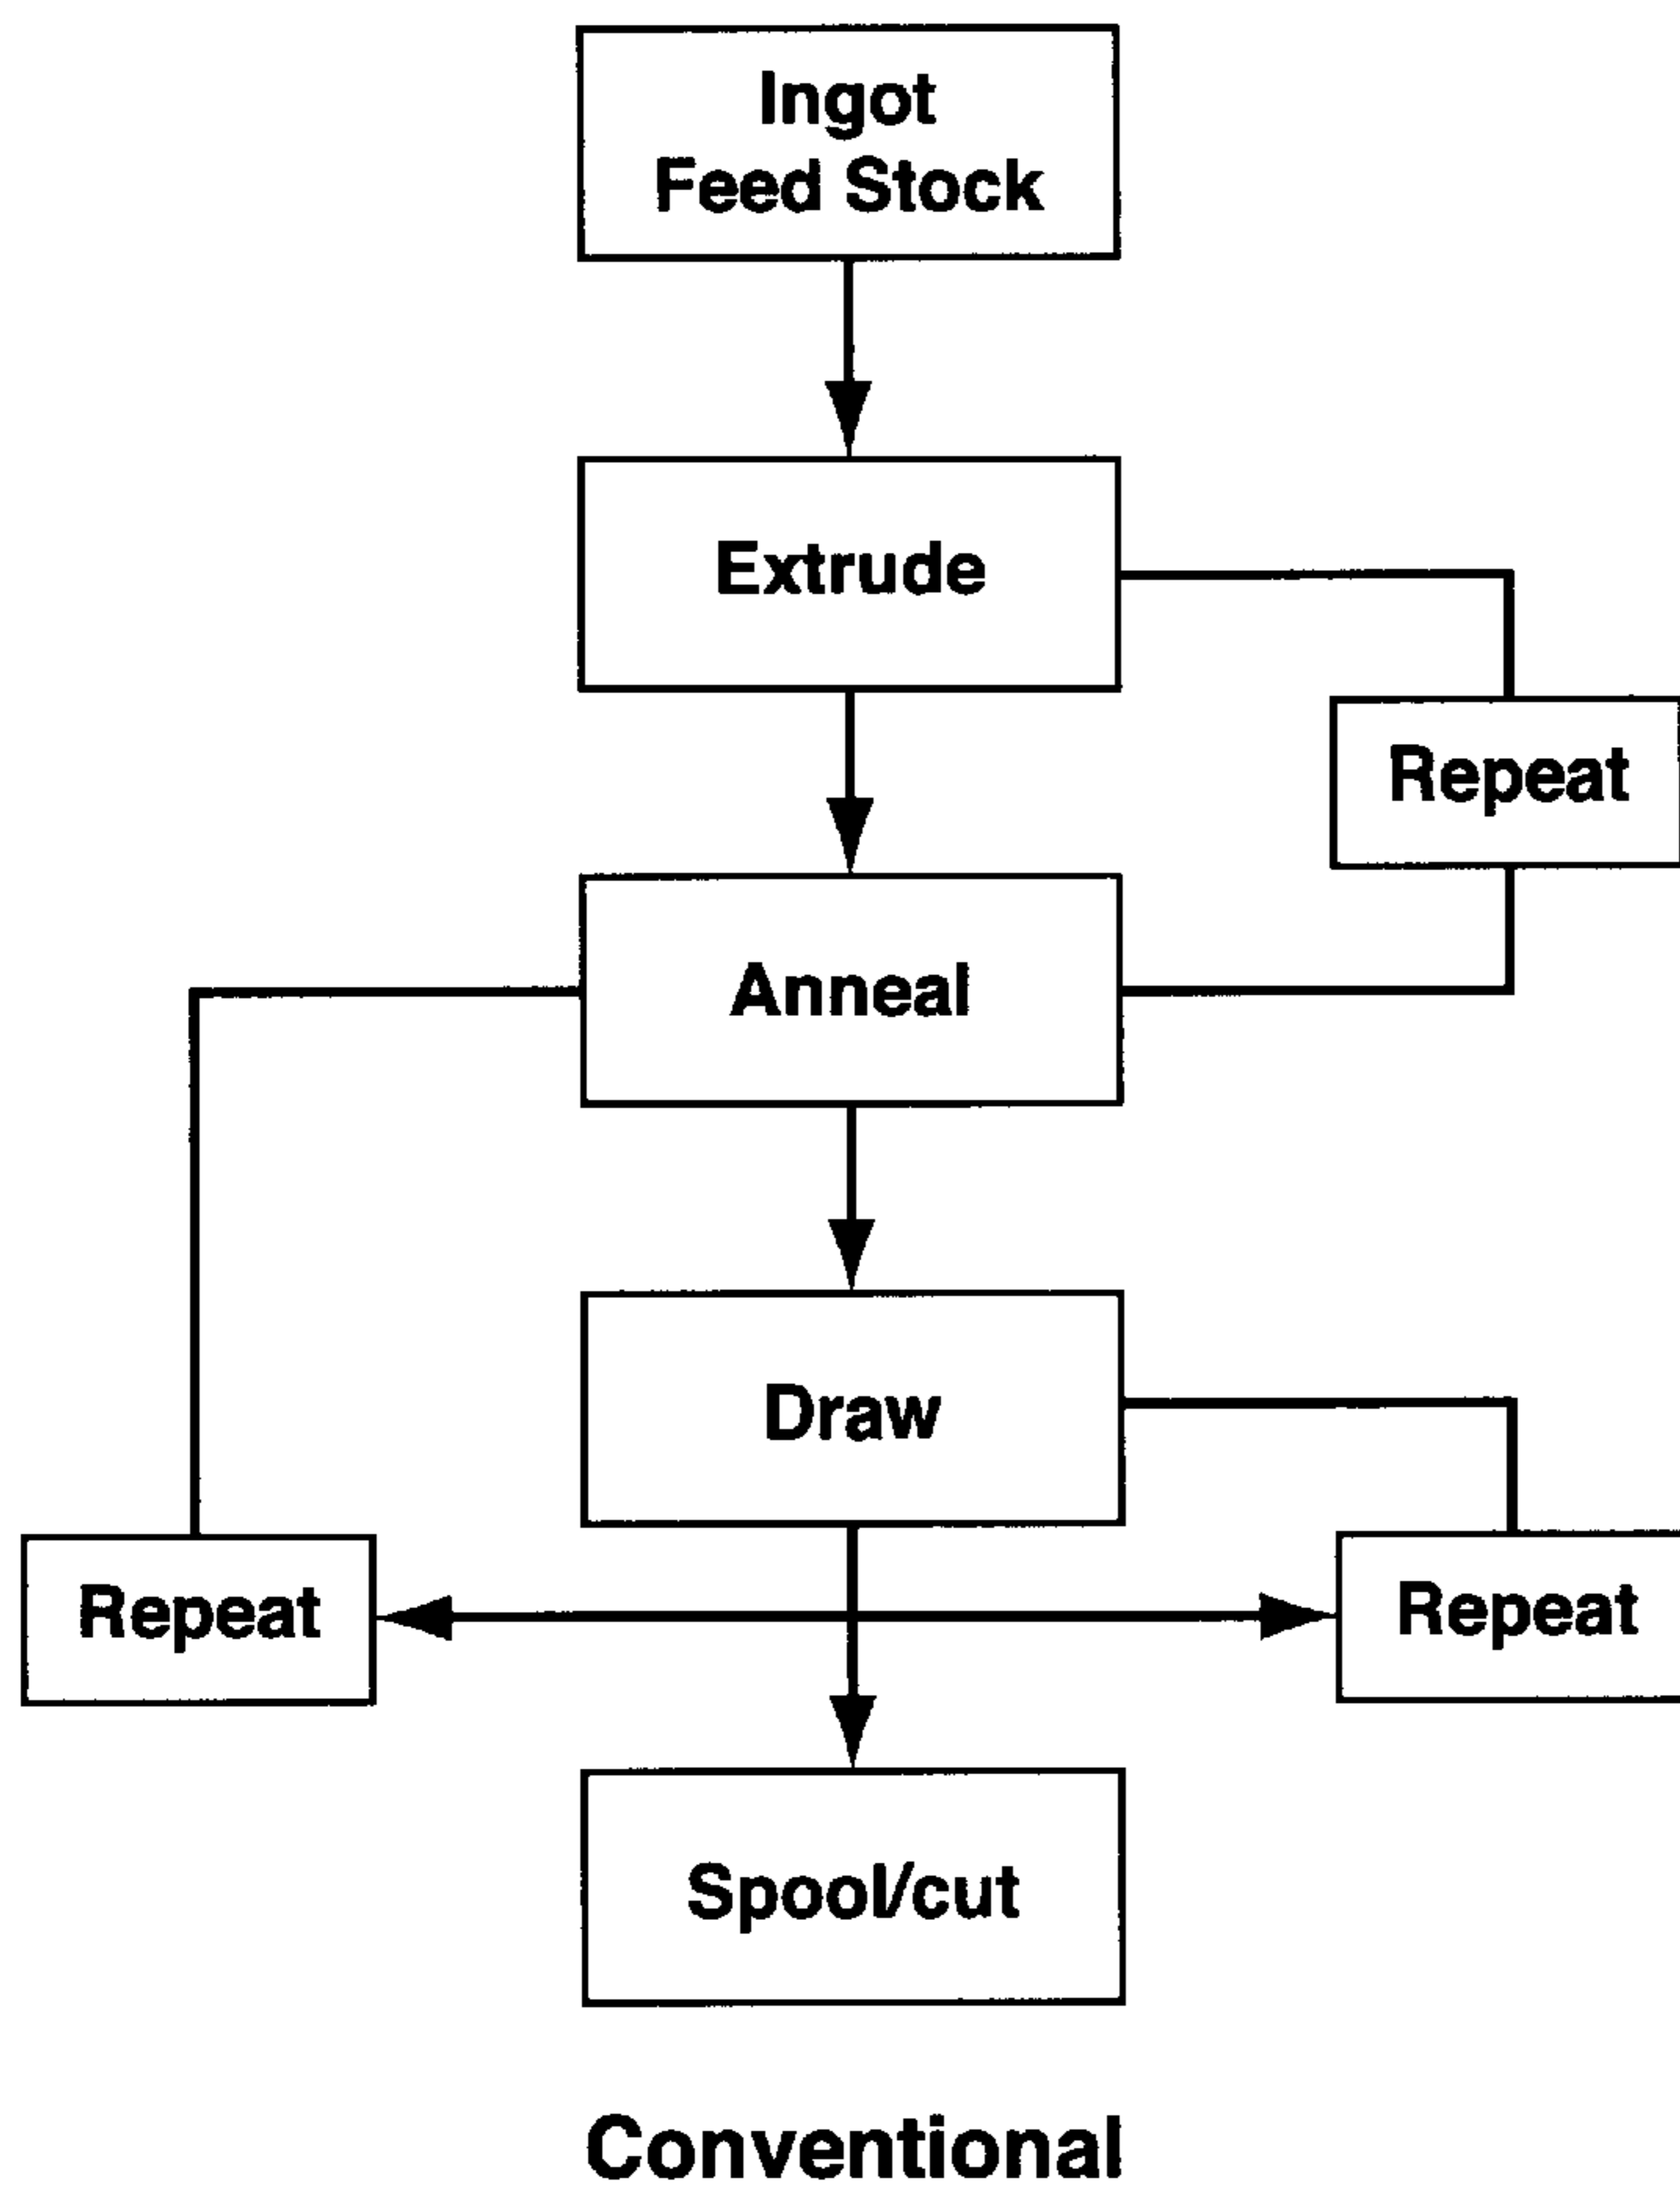 Ingot
Feed Stock
Extrude
Repeat
Anneal
Draw
Repeat
Repeat
Spool/cut
Conventional